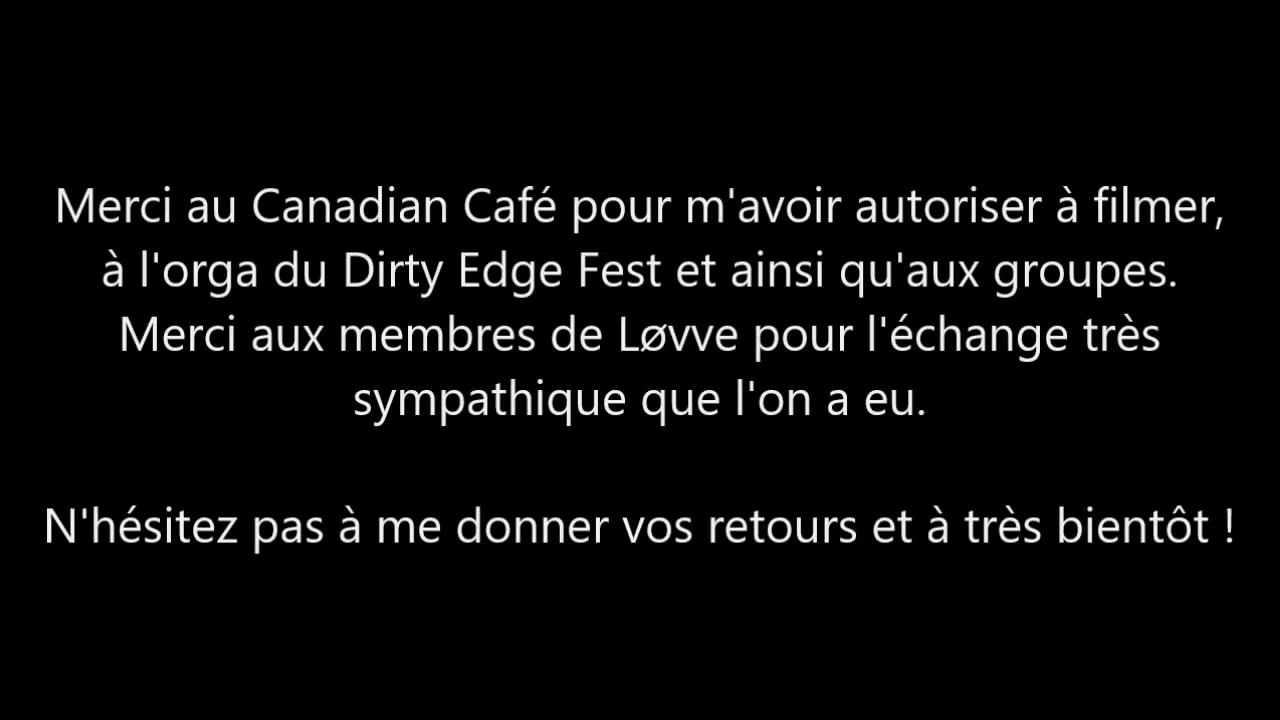 Merci au Canadian Café pour m'avoir autoriser à filmer,
à l'orga du Dirty Edge Fest et ainsi qu'aux groupes.
Merci aux membres de Løvve pour l'échange très
sympathique que l'on a eu.
N'hésitez pas à me donner vos retours et à très bientôt !